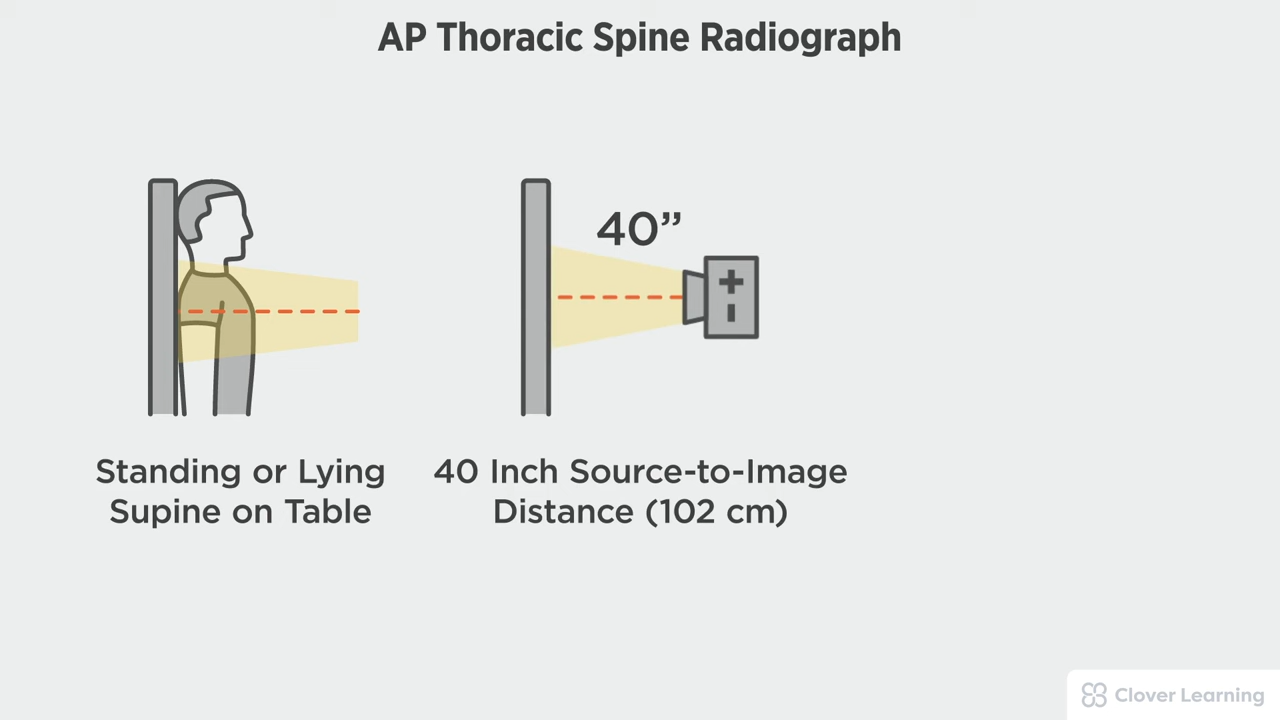 AP Thoracic Spine Radiograph
40”
+
-
Standing or Lying
Supine on Table
40 Inch Source-to-Image
Distance (102 cm)
Clover Learning